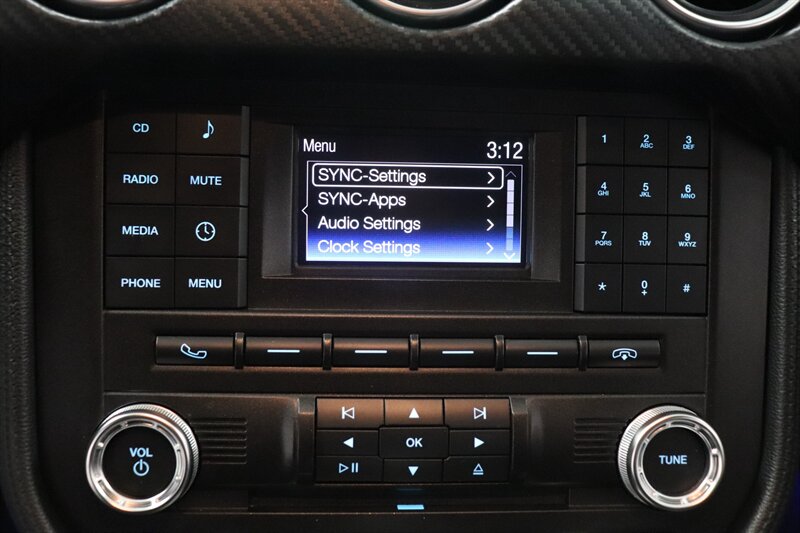 CD
RADIO
MUTE
MEDIA
PHONE
MENU
Menu 3:12
SYNC-Settings
SYNC-Apps
Audio Settings
Clock Settings
1
2 ABC
3 DEF
4 GHI
5 JKL
6 MNO
7 PQRS
8 TUV
9 WXYZ
*
0 +
#
VOL
OK
TUNE